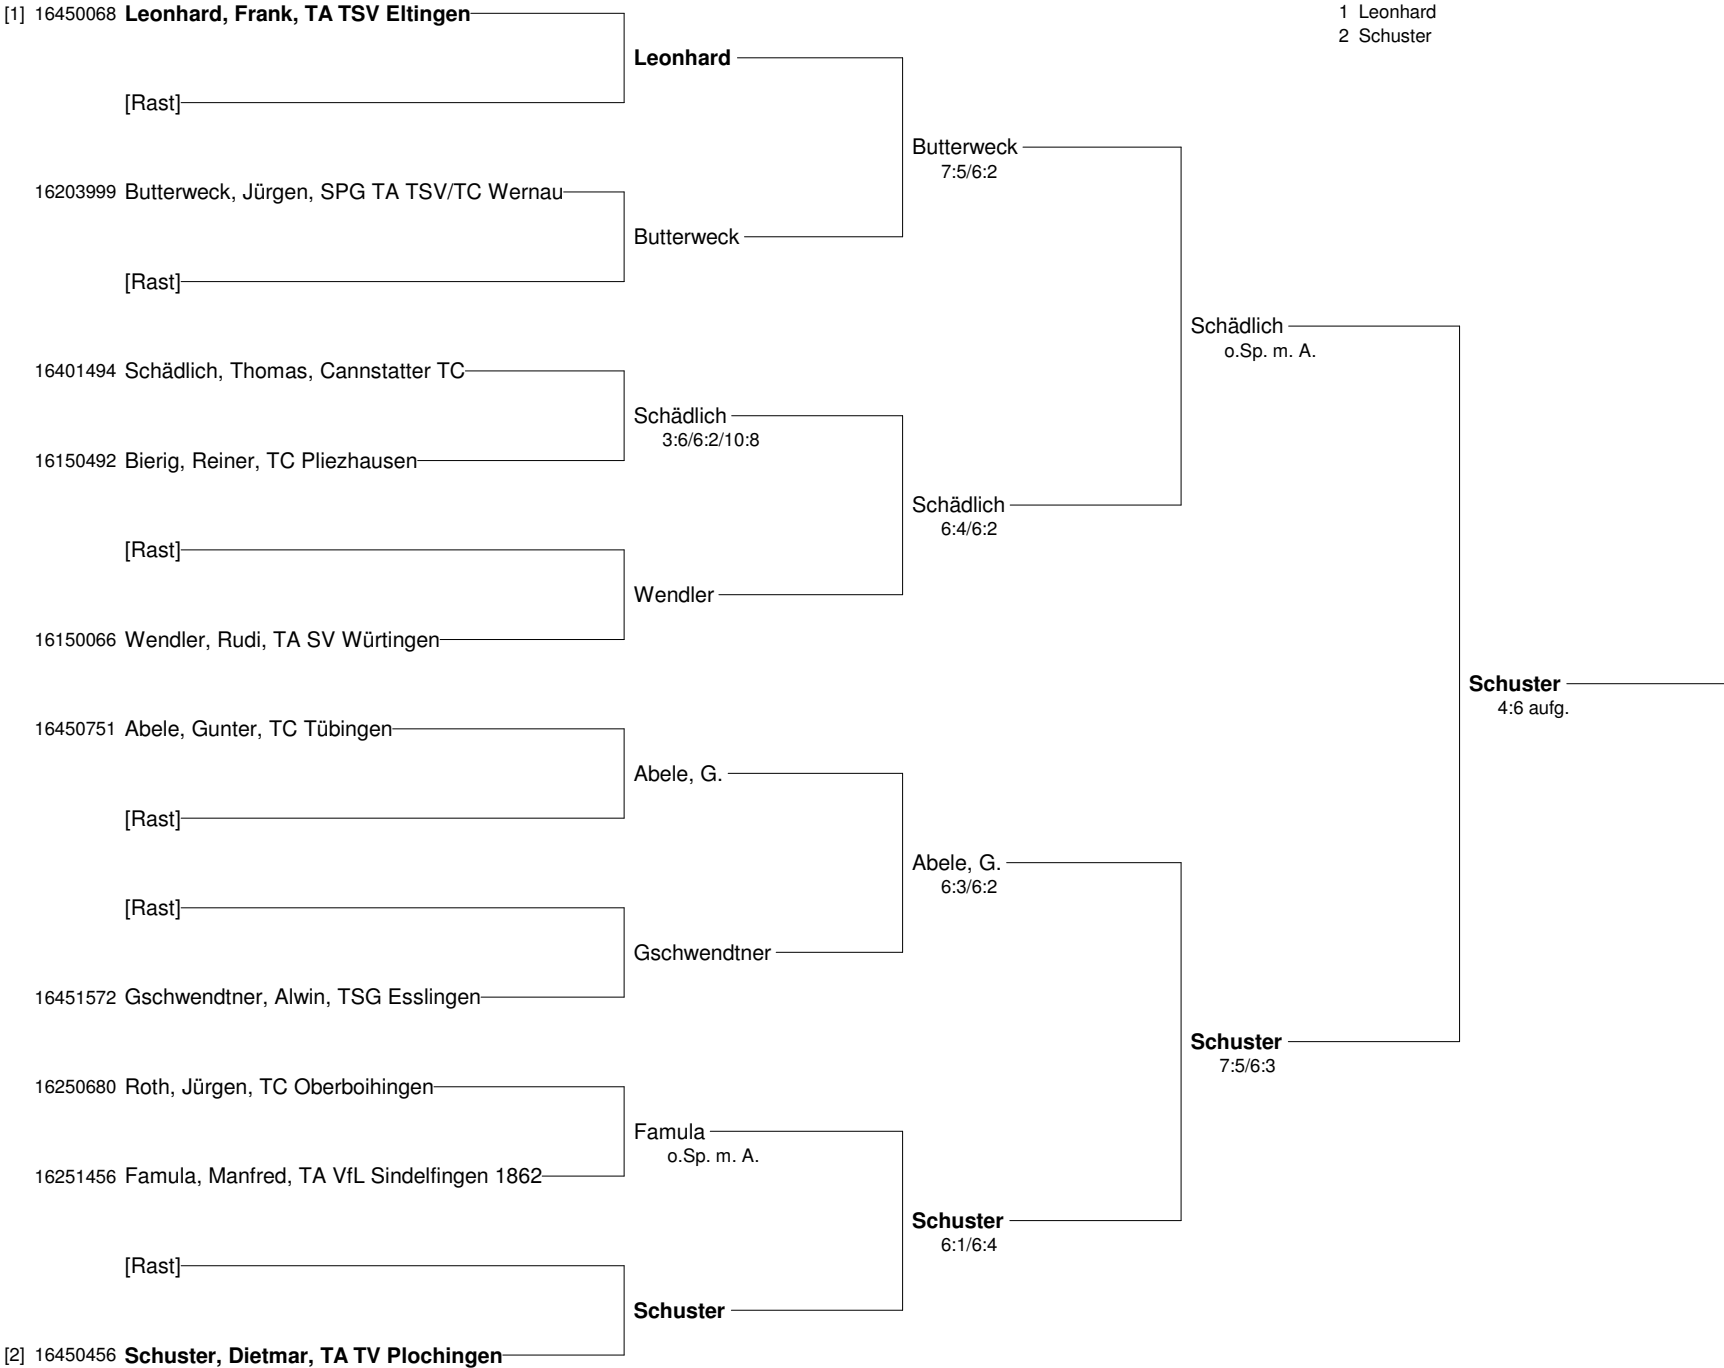 [1] 16450068 Leonhard, Frank, TA TSV Eltingen
[Rast]
16203999 Butterweck, Jürgen, SPG TA TSV/TC Wernau
[Rast]
16401494 Schädlich, Thomas, Cannstatter TC
16150492 Bierig, Reiner, TC Pliezhausen
[Rast]
16150066 Wendler, Rudi, TA SV Würtingen
16450751 Abele, Gunter, TC Tübingen
[Rast]
[Rast]
16451572 Gschwendtner, Alwin, TSG Esslingen
16250680 Roth, Jürgen, TC Oberboihingen
16251456 Famula, Manfred, TA VfL Sindelfingen 1862
[Rast]
[2] 16450456 Schuster, Dietmar, TA TV Plochingen
Leonhard
Butterweck
Schädlich
3:6/6:2/10:8
Wendler
Abele, G.
Gschwendtner
Famula
o.Sp. m. A.
Schuster
Butterweck
7:5/6:2
Schädlich
6:4/6:2
Abele, G.
6:3/6:2
Schuster
6:1/6:4
Schädlich
o.Sp. m. A.
Schuster
7:5/6:3
Schuster
4:6 aufg.
1 Leonhard
2 Schuster